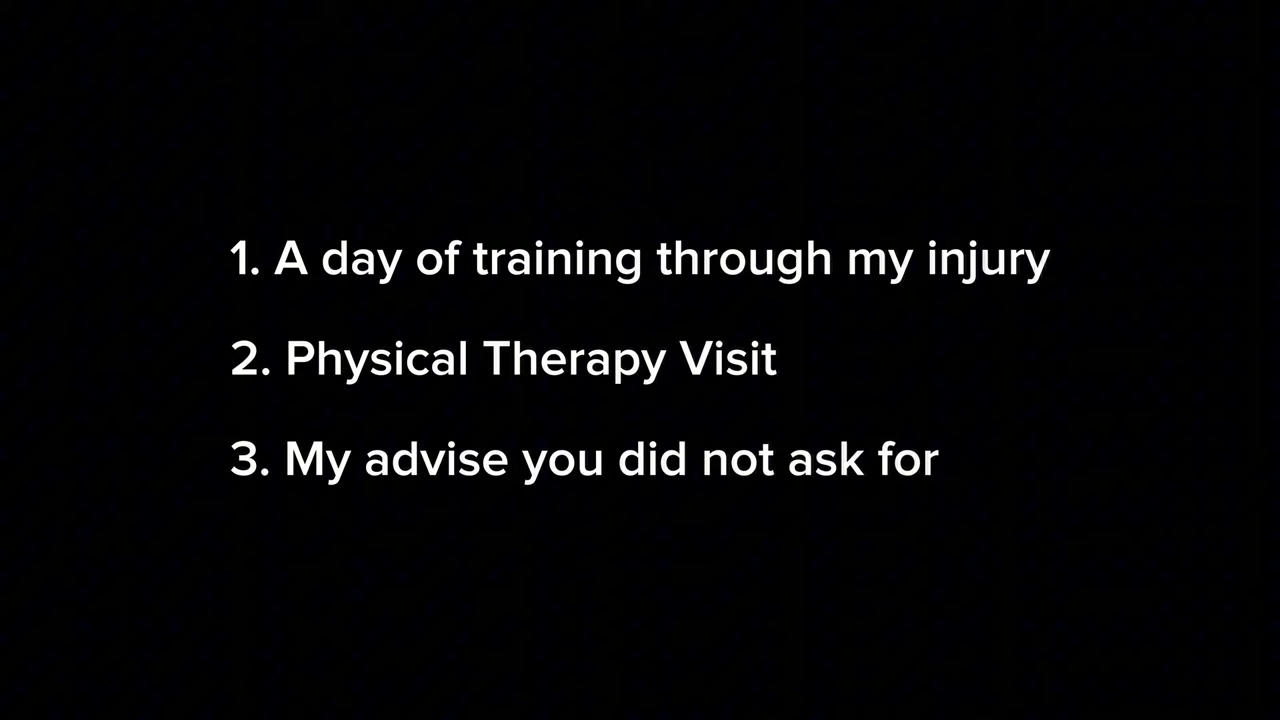 1. A day of training through my injury
2. Physical Therapy Visit
3. My advise you did not ask for